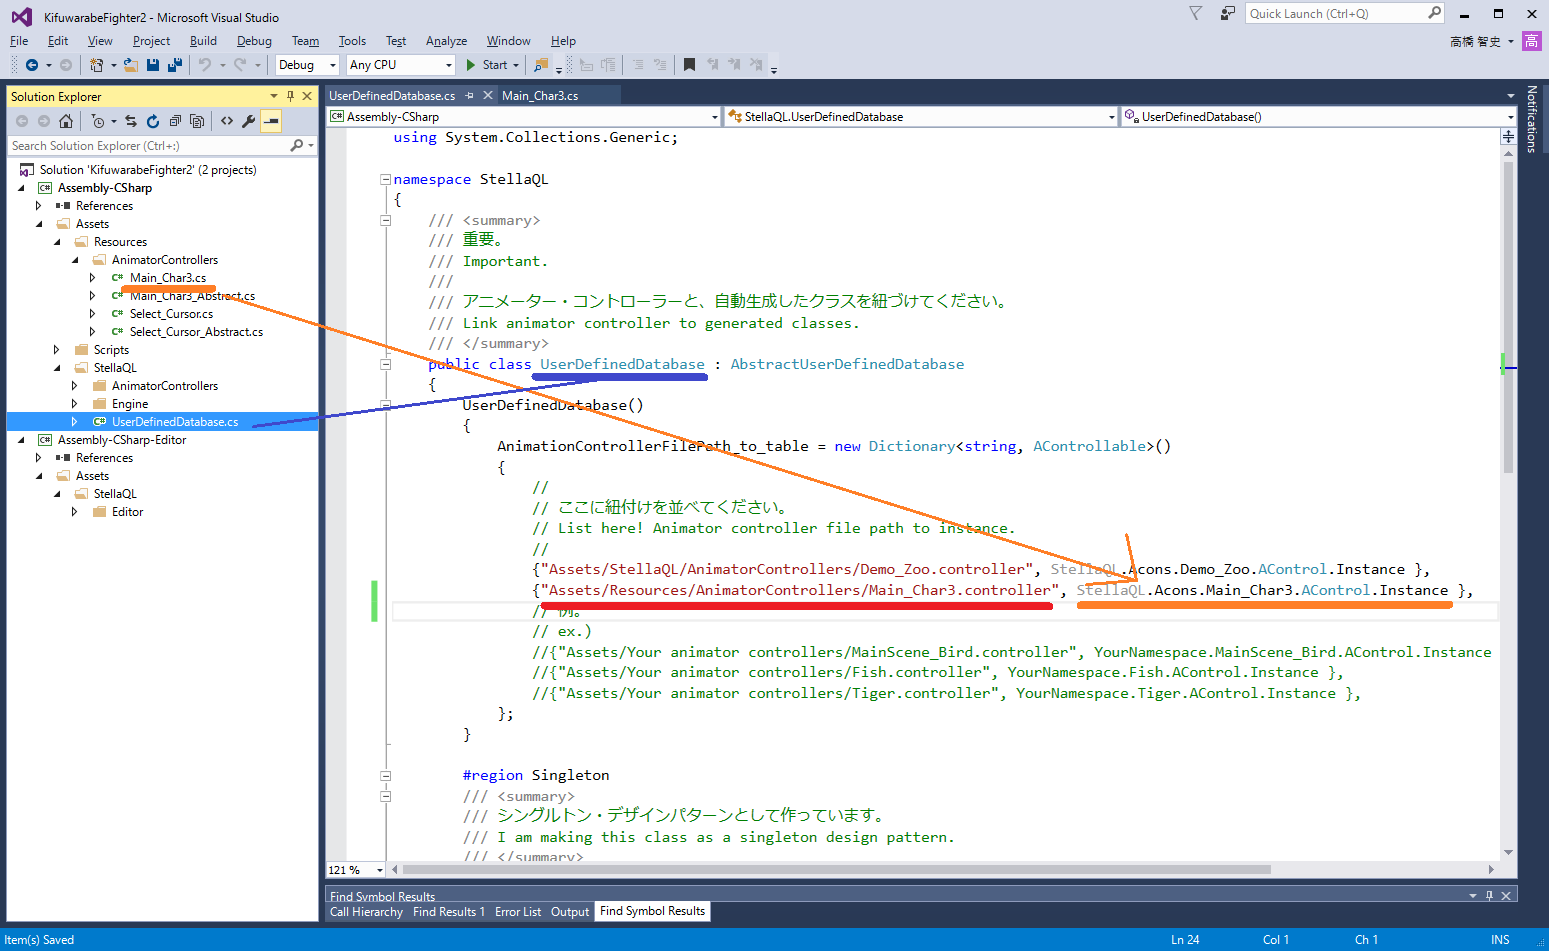 KifuwarabeFighter2 - Microsoft Visual Studio
Quick Launch (Ctrl+Q)
File Edit View Project Build Debug Team Tools Test Analyze Window Help
高橋 智史 高
Debug Any CPU Start
Solution Explorer
Search Solution Explorer (Ctrl+:)
Solution 'KifuwarabeFighter2' (2 projects)
C# Assembly-CSharp
References
Assets
Resources
AnimatorControllers
C# Main_Char3.cs
C# Main_Char3_Abstract.cs
C# Select_Cursor.cs
C# Select_Cursor_Abstract.cs
Scripts
StellaQL
AnimatorControllers
Engine
C# UserDefinedDatabase.cs
C# Assembly-CSharp-Editor
References
Assets
StellaQL
Editor
UserDefinedDatabase.cs Main_Char3.cs
C# Assembly-CSharp StellaQL.UserDefinedDatabase UserDefinedDatabase()
using System.Collections.Generic;
namespace StellaQL
{
/// <summary>
/// 重要。
/// Important.
///
/// アニメーター・コントローラーと、自動生成したクラスを紐づけてください。
/// Link animator controller to generated classes.
/// </summary>
public class UserDefinedDatabase : AbstractUserDefinedDatabase
{
UserDefinedDatabase()
{
AnimationControllerFilePath_to_table = new Dictionary<string, AControllable>()
{
//
// ここに紐付けを並べてください。
// List here! Animator controller file path to instance.
//
{"Assets/StellaQL/AnimatorControllers/Demo_Zoo.controller", StellaQL.Acons.Demo_Zoo.AControl.Instance },
{"Assets/Resources/AnimatorControllers/Main_Char3.controller", StellaQL.Acons.Main_Char3.AControl.Instance },
// 例。
// ex.)
//{"Assets/Your animator controllers/MainScene_Bird.controller", YourNamespace.MainScene_Bird.AControl.Instance
//{"Assets/Your animator controllers/Fish.controller", YourNamespace.Fish.AControl.Instance },
//{"Assets/Your animator controllers/Tiger.controller", YourNamespace.Tiger.AControl.Instance },
};
}
#region Singleton
/// <summary>
/// シングルトン・デザインパターンとして作っています。
/// I am making this class as a singleton design pattern.
/// </summary>
121 %
Notifications
Find Symbol Results
Call Hierarchy Find Results 1 Error List Output Find Symbol Results
Item(s) Saved Ln 24 Col 1 Ch 1 INS